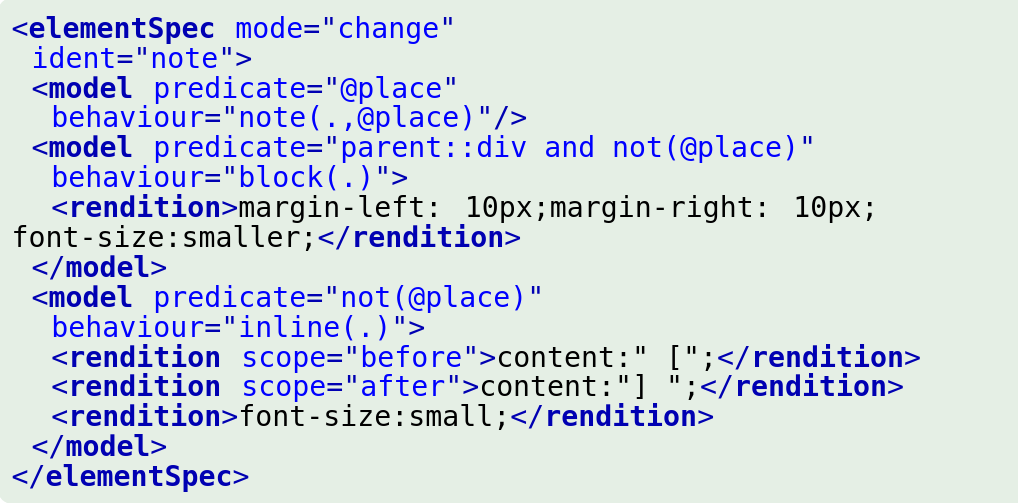 <elementSpec mode="change"
ident="note">
<model predicate="@place"
behaviour="note(.,@place)"/>
<model predicate="parent::div and not(@place)"
behaviour="block(.)">
<rendition>margin-left: 10px;margin-right: 10px;
font-size:smaller;</rendition>
</model>
<model predicate="not(@place)"
behaviour="inline(.)">
<rendition scope="before">content:" [";</rendition>
<rendition scope="after">content:"] ";</rendition>
<rendition>font-size:small;</rendition>
</model>
</elementSpec>